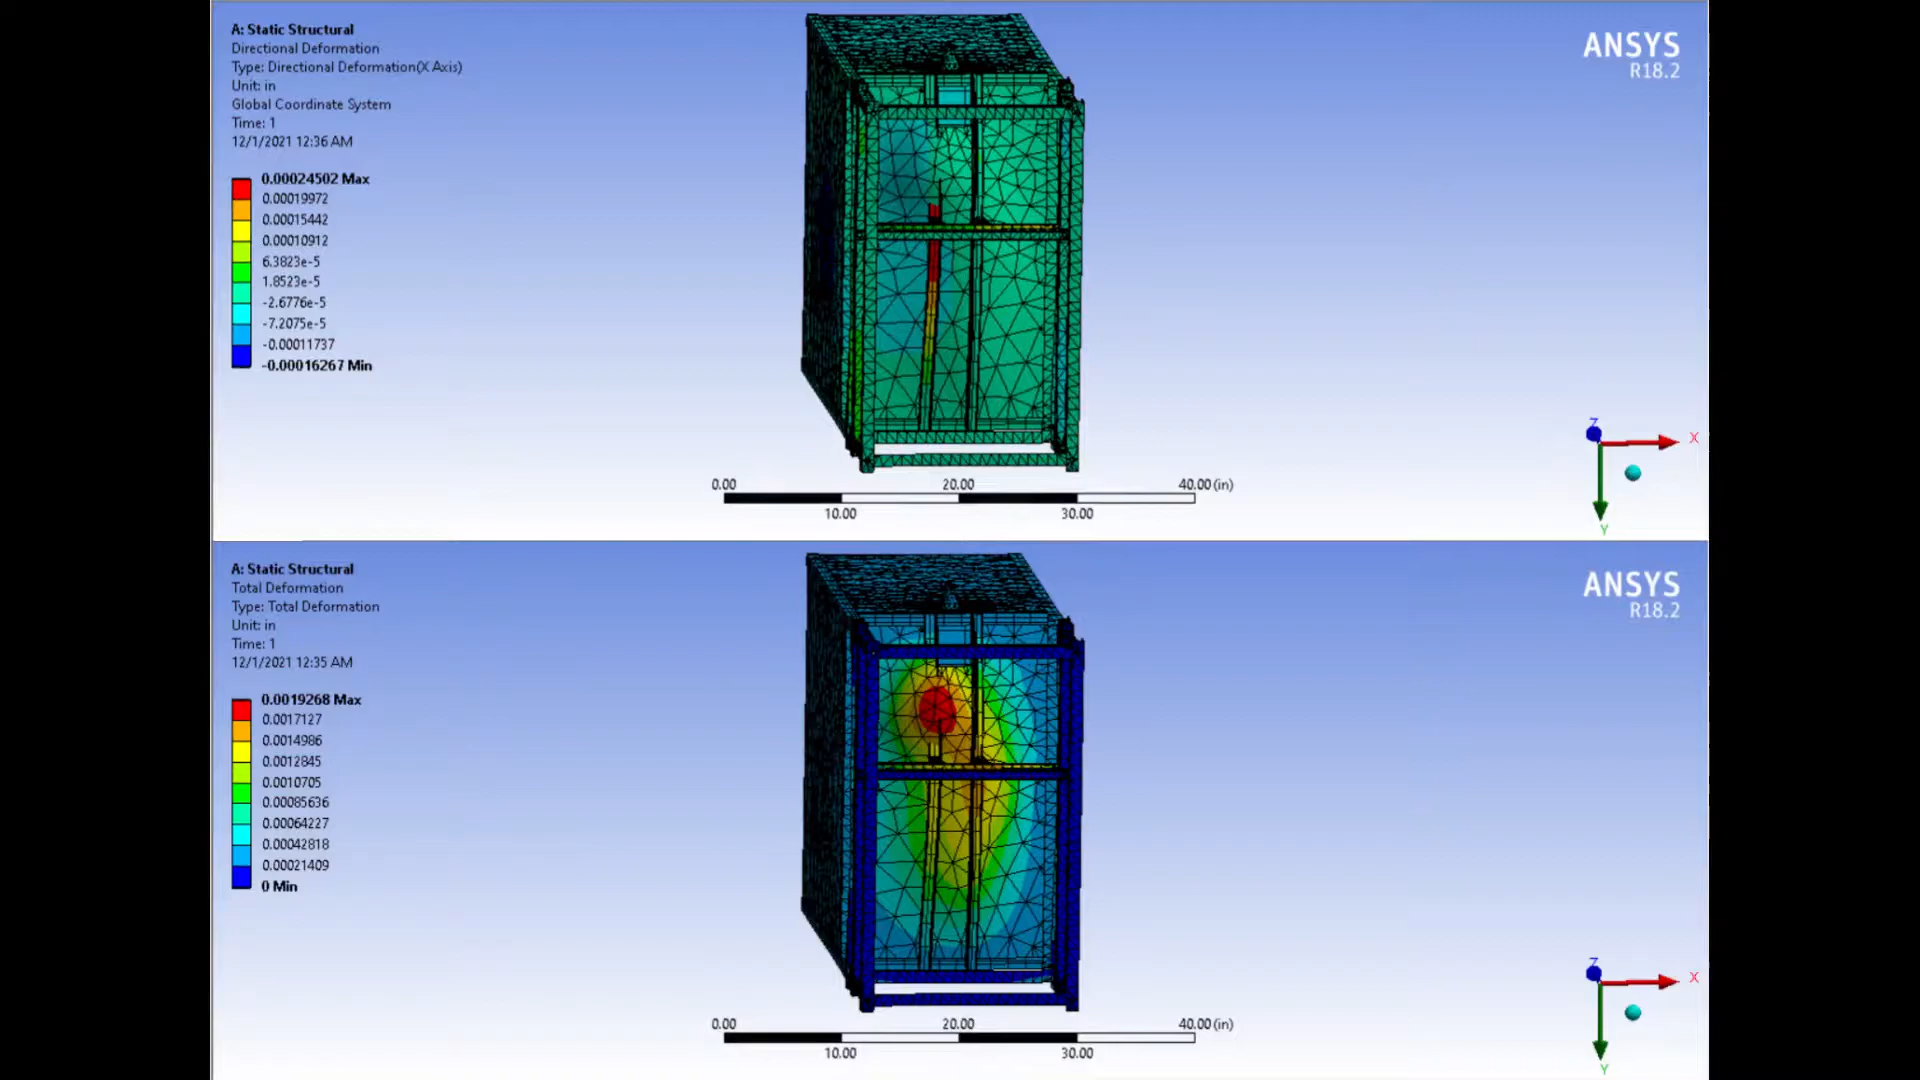 A: Static Structural
Directional Deformation
Type: Directional Deformation(X Axis)
Unit: in
Global Coordinate System
Time: 1
12/1/2021 12:36 AM
0.00024502 Max
0.00019972
0.00015442
0.00010912
6.3823e-5
1.8523e-5
-2.6776e-5
-7.2075e-5
-0.00011737
-0.00016267 Min
ANSYS
R18.2
0.00 20.00 40.00 (in)
10.00 30.00
Z
X
Y
A: Static Structural
Total Deformation
Type: Total Deformation
Unit: in
Time: 1
12/1/2021 12:35 AM
0.0019268 Max
0.0017127
0.0014986
0.0012845
0.0010705
0.00085636
0.00064227
0.00042818
0.00021409
0 Min
ANSYS
R18.2
0.00 20.00 40.00 (in)
10.00 30.00
Z
X
Y